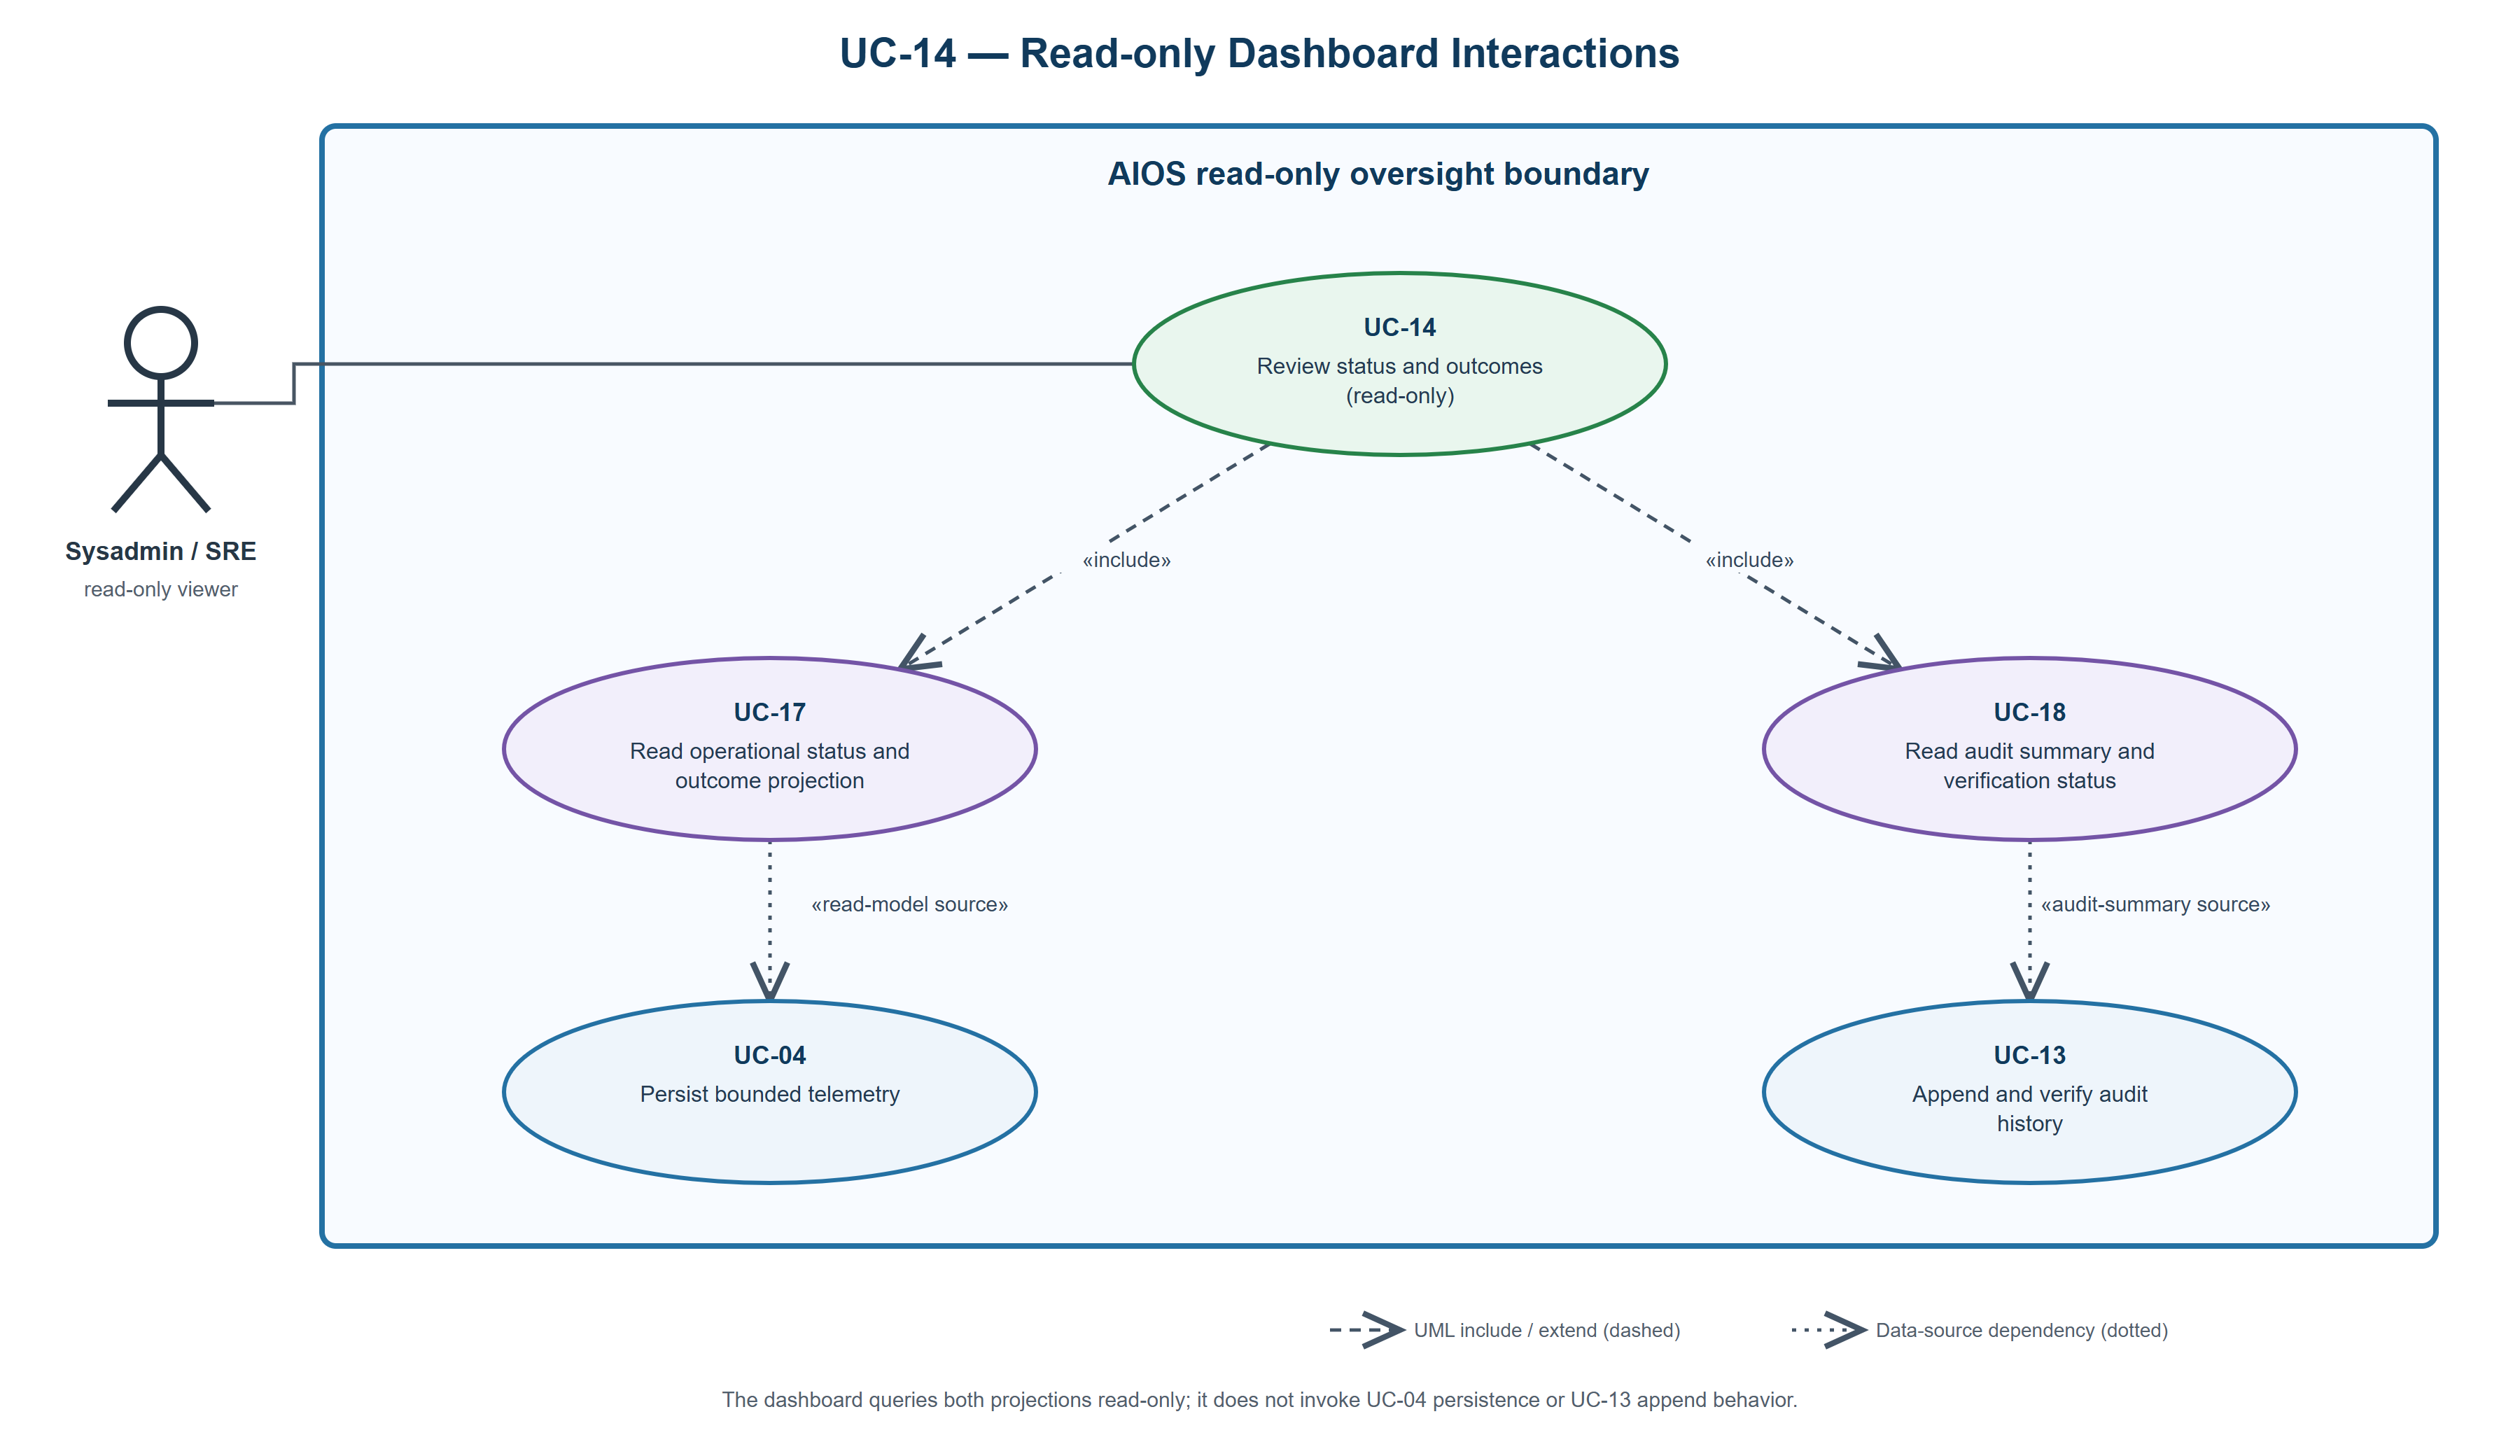 UC-14 — Read-only Dashboard Interactions
AIOS read-only oversight boundary
UC-14
Review status and outcomes
(read-only)
Sysadmin / SRE
read-only viewer
«include»
«include»
UC-17
Read operational status and
outcome projection
UC-18
Read audit summary and
verification status
«read-model source»
«audit-summary source»
UC-04
Persist bounded telemetry
UC-13
Append and verify audit
history
UML include / extend (dashed)
Data-source dependency (dotted)
The dashboard queries both projections read-only; it does not invoke UC-04 persistence or UC-13 append behavior.